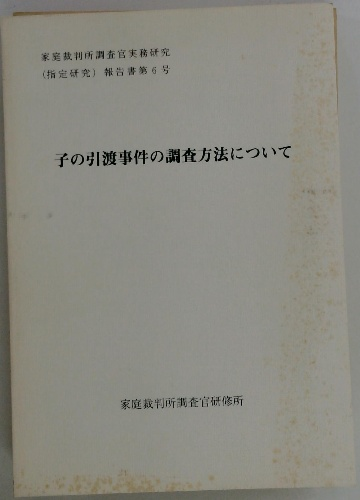 家庭裁判所調査官実務研究
(指定研究) 報告書第6号
子の引渡事件の調査方法について
家庭裁判所調査官研修所